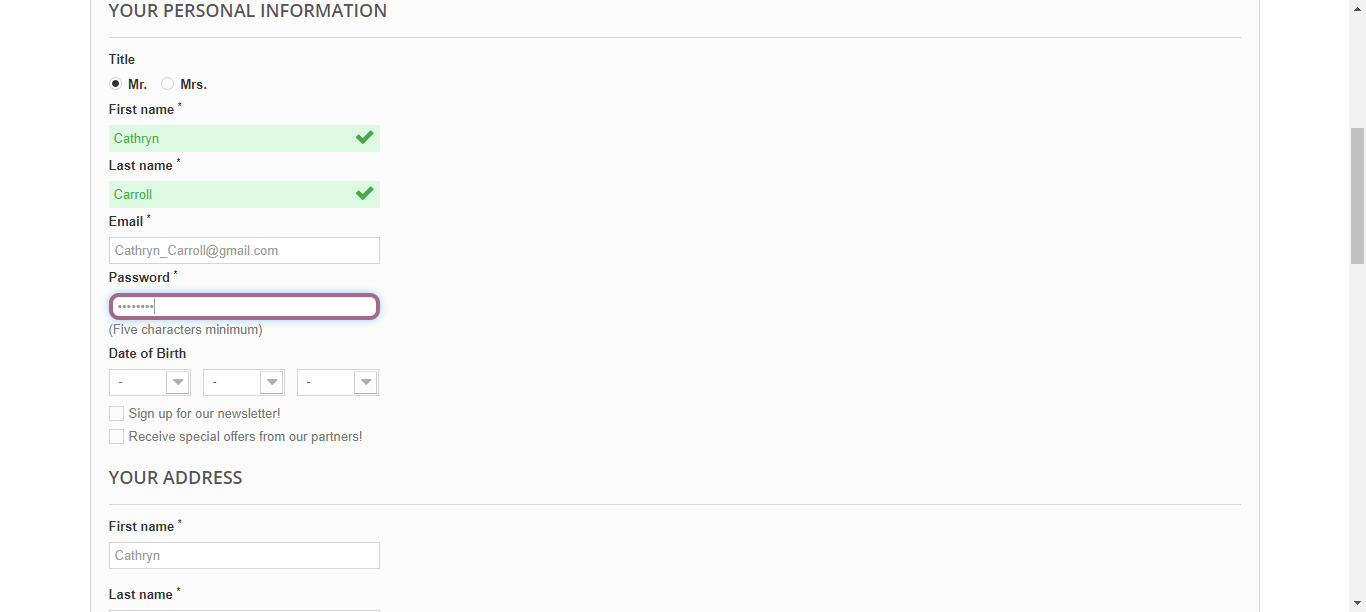 YOUR PERSONAL INFORMATION
Title
Mr. Mrs.
First name *
Cathryn
Last name *
Carroll
Email *
Cathryn_Carroll@gmail.com
Password *
••••••••
(Five characters minimum)
Date of Birth
- - -
Sign up for our newsletter!
Receive special offers from our partners!
YOUR ADDRESS
First name *
Cathryn
Last name *